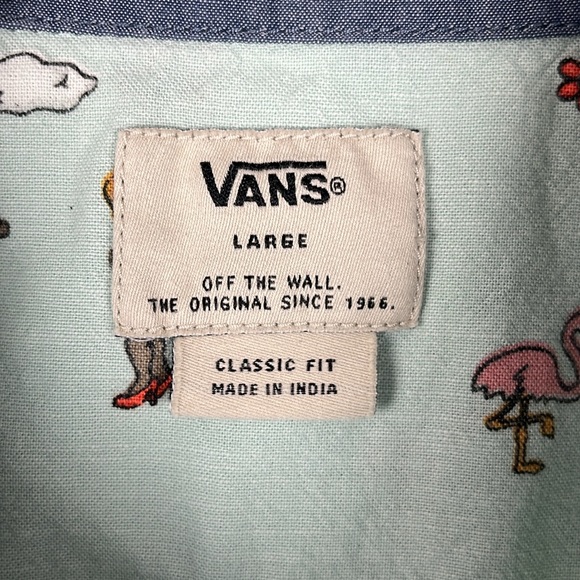 VANS®
LARGE
OFF THE WALL.
THE ORIGINAL SINCE 1966.
CLASSIC FIT
MADE IN INDIA